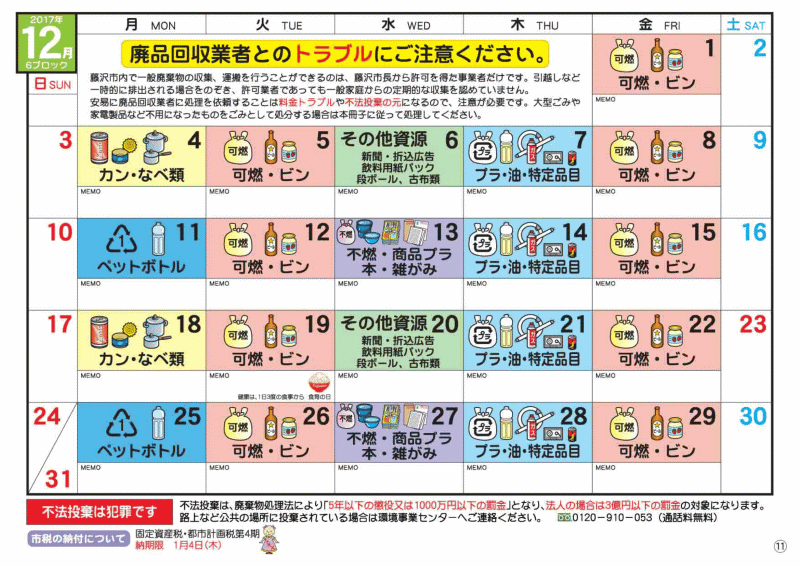 2017年
12月
6ブロック
月 MON
火 TUE
水 WED
木 THU
金 FRI
土 SAT
日 SUN
廃品回収業者とのトラブルにご注意ください。
藤沢市内で一般廃棄物の収集、運搬を行うことができるのは、藤沢市長から許可を得た事業者だけです。引越しなど
一時的に排出される場合をのぞき、許可業者であっても一般家庭からの定期的な収集を認めていません。
安易に廃品回収業者に処理を依頼することは料金トラブルや不法投棄の元になるので、注意が必要です。大型ごみや
家電製品など不用になったものをごみとして処分する場合は本冊子に従って処理してください。
可燃 1
可燃・ビン
MEMO
2
3
4
カン・なべ類
MEMO
可燃 5
可燃・ビン
MEMO
その他資源 6
新聞・折込広告
飲料用紙パック
段ボール、古布類
MEMO
プラ 7
プラ・油・特定品目
MEMO
可燃 8
可燃・ビン
MEMO
9
10
1 11
ペットボトル
MEMO
可燃 12
可燃・ビン
MEMO
不燃 13
不燃・商品プラ
本・雑がみ
MEMO
プラ 14
プラ・油・特定品目
MEMO
可燃 15
可燃・ビン
MEMO
16
17
18
カン・なべ類
MEMO
可燃 19
可燃・ビン
MEMO
健康は、1日3度の食事から 食育の日
その他資源 20
新聞・折込広告
飲料用紙パック
段ボール、古布類
MEMO
プラ 21
プラ・油・特定品目
MEMO
可燃 22
可燃・ビン
MEMO
23
24
31
1 25
ペットボトル
MEMO
可燃 26
可燃・ビン
MEMO
不燃 27
不燃・商品プラ
本・雑がみ
MEMO
プラ 28
プラ・油・特定品目
MEMO
可燃 29
可燃・ビン
MEMO
30
不法投棄は犯罪です
不法投棄は、廃棄物処理法により「5年以下の懲役又は1000万円以下の罰金」となり、法人の場合は3億円以下の罰金の対象になります。
路上など公共の場所に投棄されている場合は環境事業センターへご連絡ください。 0120-910-053（通話料無料）
市税の納付について
固定資産税・都市計画税第4期
納期限 1月4日(木)
11